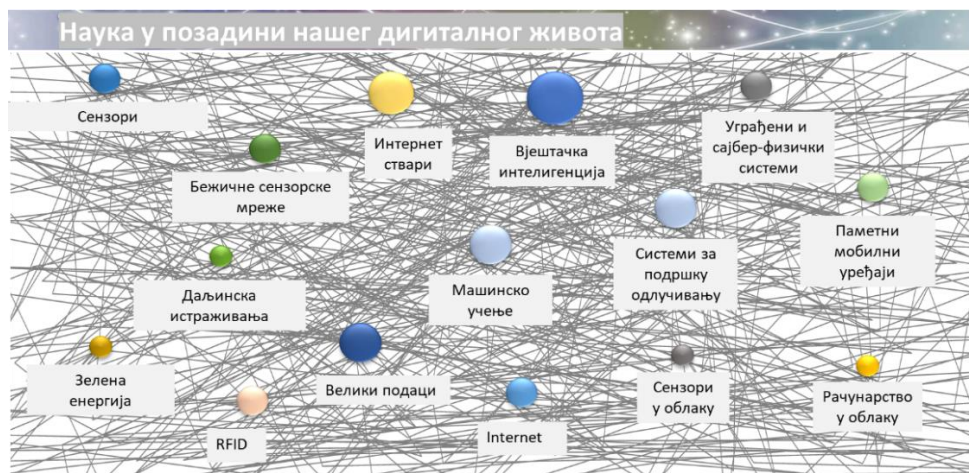 Наука у позадини нашег дигиталног живота
Сензори
Интернет
ствари
Вјештачка
интелигенција
Уграђени и
сајбер-физички
системи
Бежичне сензорске
мреже
Паметни
мобилни
уређаји
Системи за
подршку
одлучивању
Даљинска
истраживања
Машинско
учење
Зелена
енергија
Велики подаци
Сензори
у облаку
Рачунарство
у облаку
RFID
Internet